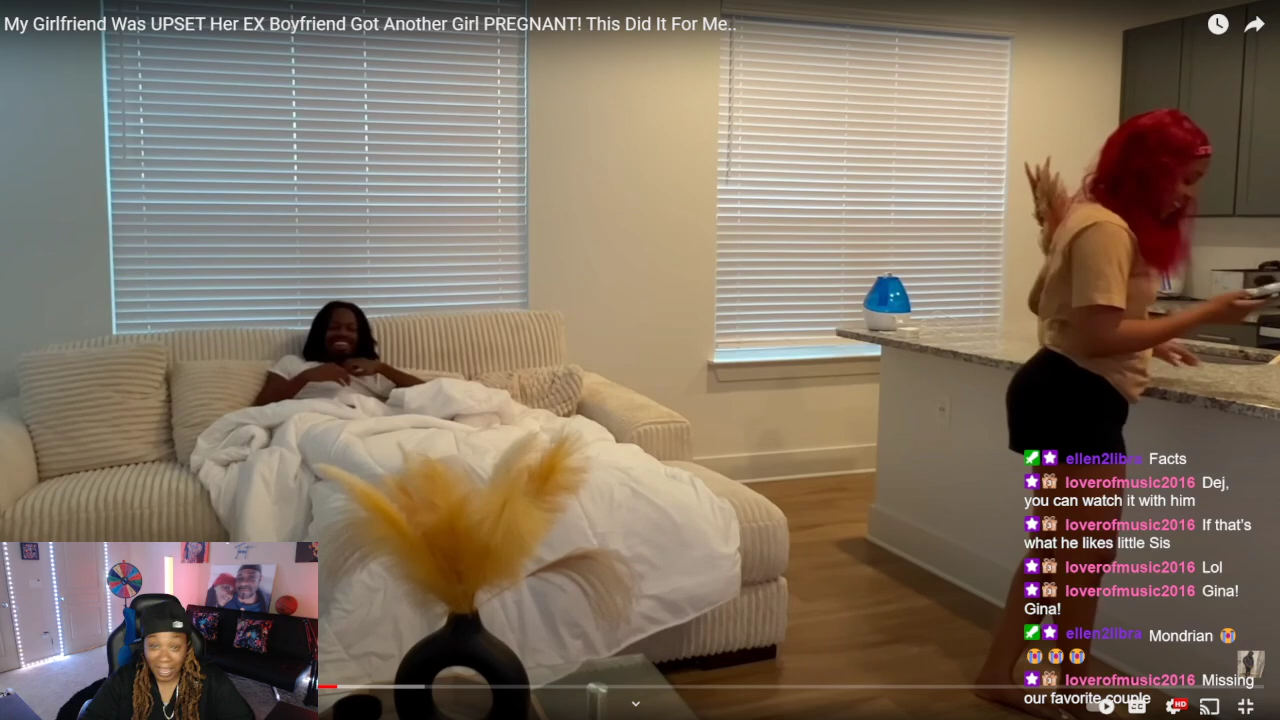 My Girlfriend Was UPSET Her EX Boyfriend Got Another Girl PREGNANT! This Did It For Me..
ellen2libra Facts
loverofmusic2016 Dej,
you can watch it with him
loverofmusic2016 If that's
what he likes little Sis
loverofmusic2016 Lol
loverofmusic2016 Gina!
Gina!
ellen2libra Mondrian 😭
😭 😭 😭
loverofmusic2016 Missing
our favorite couple
CC HD